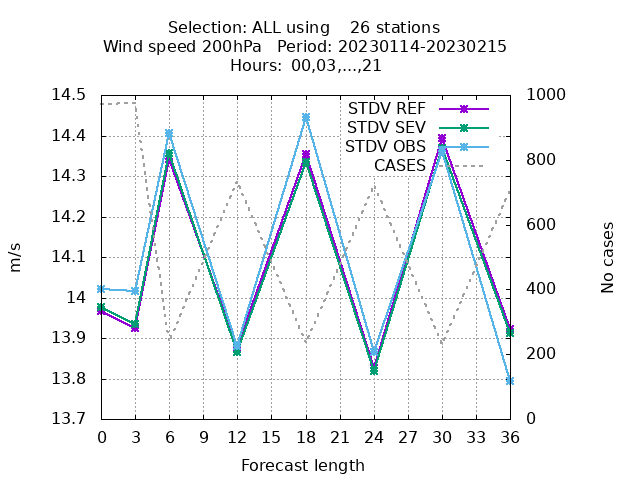 Selection: ALL using    26 stations
Wind speed 200hPa   Period: 20230114-20230215
Hours:  00,03,...,21
STDV REF
STDV SEV
STDV OBS
CASES
14.5
14.4
14.3
14.2
14.1
14
13.9
13.8
13.7
m/s
1000
800
600
400
200
0
No cases
0 3 6 9 12 15 18 21 24 27 30 33 36
Forecast length